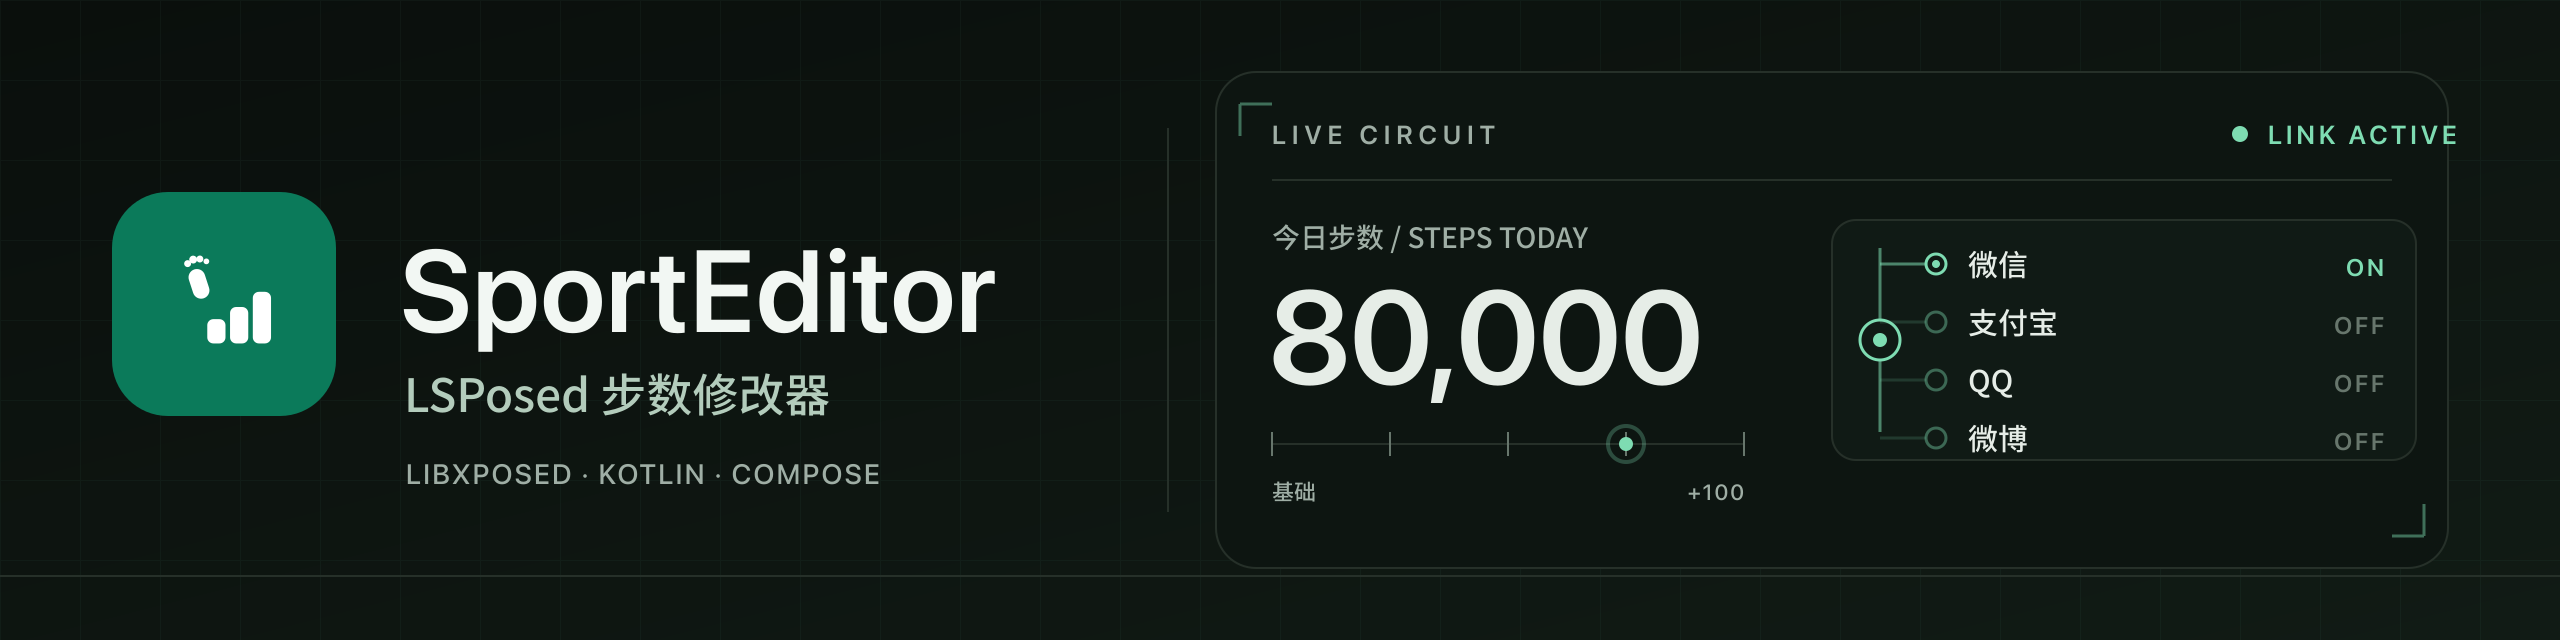 SportEditor
LSPosed 步数修改器
LIBXPOSED · KOTLIN · COMPOSE
LIVE CIRCUIT
LINK ACTIVE
今日步数 / STEPS TODAY
80,000
基础
+100
微信 ON
支付宝 OFF
QQ OFF
微博 OFF